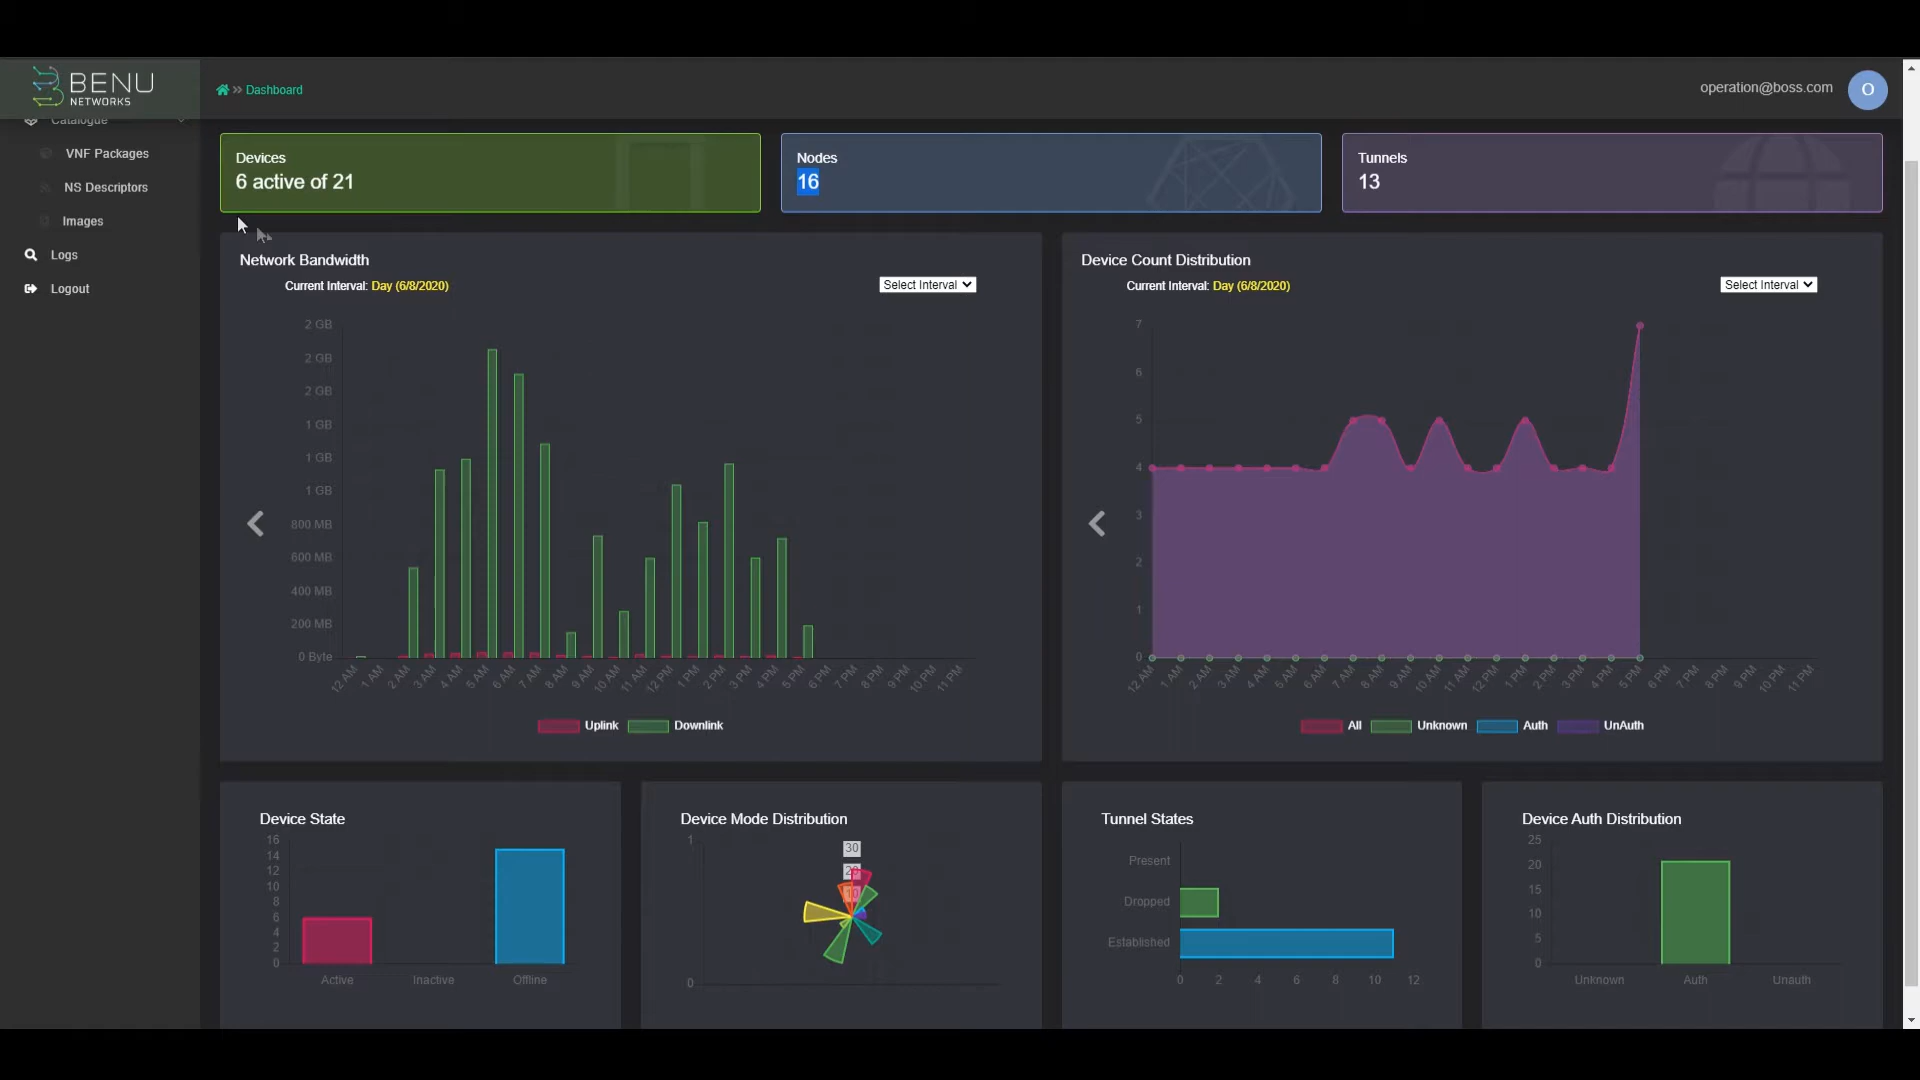 BENU
NETWORKS
Dashboard
operation@boss.com
O
Catalogue
VNF Packages
NS Descriptors
Images
Logs
Logout
Devices
6 active of 21
Nodes
16
Tunnels
13
Network Bandwidth
Current Interval: Day (6/8/2020)
Select Interval
2 GB
2 GB
2 GB
1 GB
1 GB
1 GB
800 MB
600 MB
400 MB
200 MB
0 Byte
12 AM
1 AM
2 AM
3 AM
4 AM
5 AM
6 AM
7 AM
8 AM
9 AM
10 AM
11 AM
12 PM
1 PM
2 PM
3 PM
4 PM
5 PM
6 PM
7 PM
8 PM
9 PM
10 PM
11 PM
Uplink
Downlink
Device Count Distribution
Current Interval: Day (6/8/2020)
Select Interval
7
6
5
4
3
2
1
0
12 AM
1 AM
2 AM
3 AM
4 AM
5 AM
6 AM
7 AM
8 AM
9 AM
10 AM
11 AM
12 PM
1 PM
2 PM
3 PM
4 PM
5 PM
6 PM
7 PM
8 PM
9 PM
10 PM
11 PM
All
Unknown
Auth
UnAuth
Device State
16
14
12
10
8
6
4
2
0
Active
Inactive
Offline
Device Mode Distribution
1
0
30
20
10
Tunnel States
Present
Dropped
Established
0
2
4
6
8
10
12
Device Auth Distribution
25
20
15
10
5
0
Unknown
Auth
Unauth